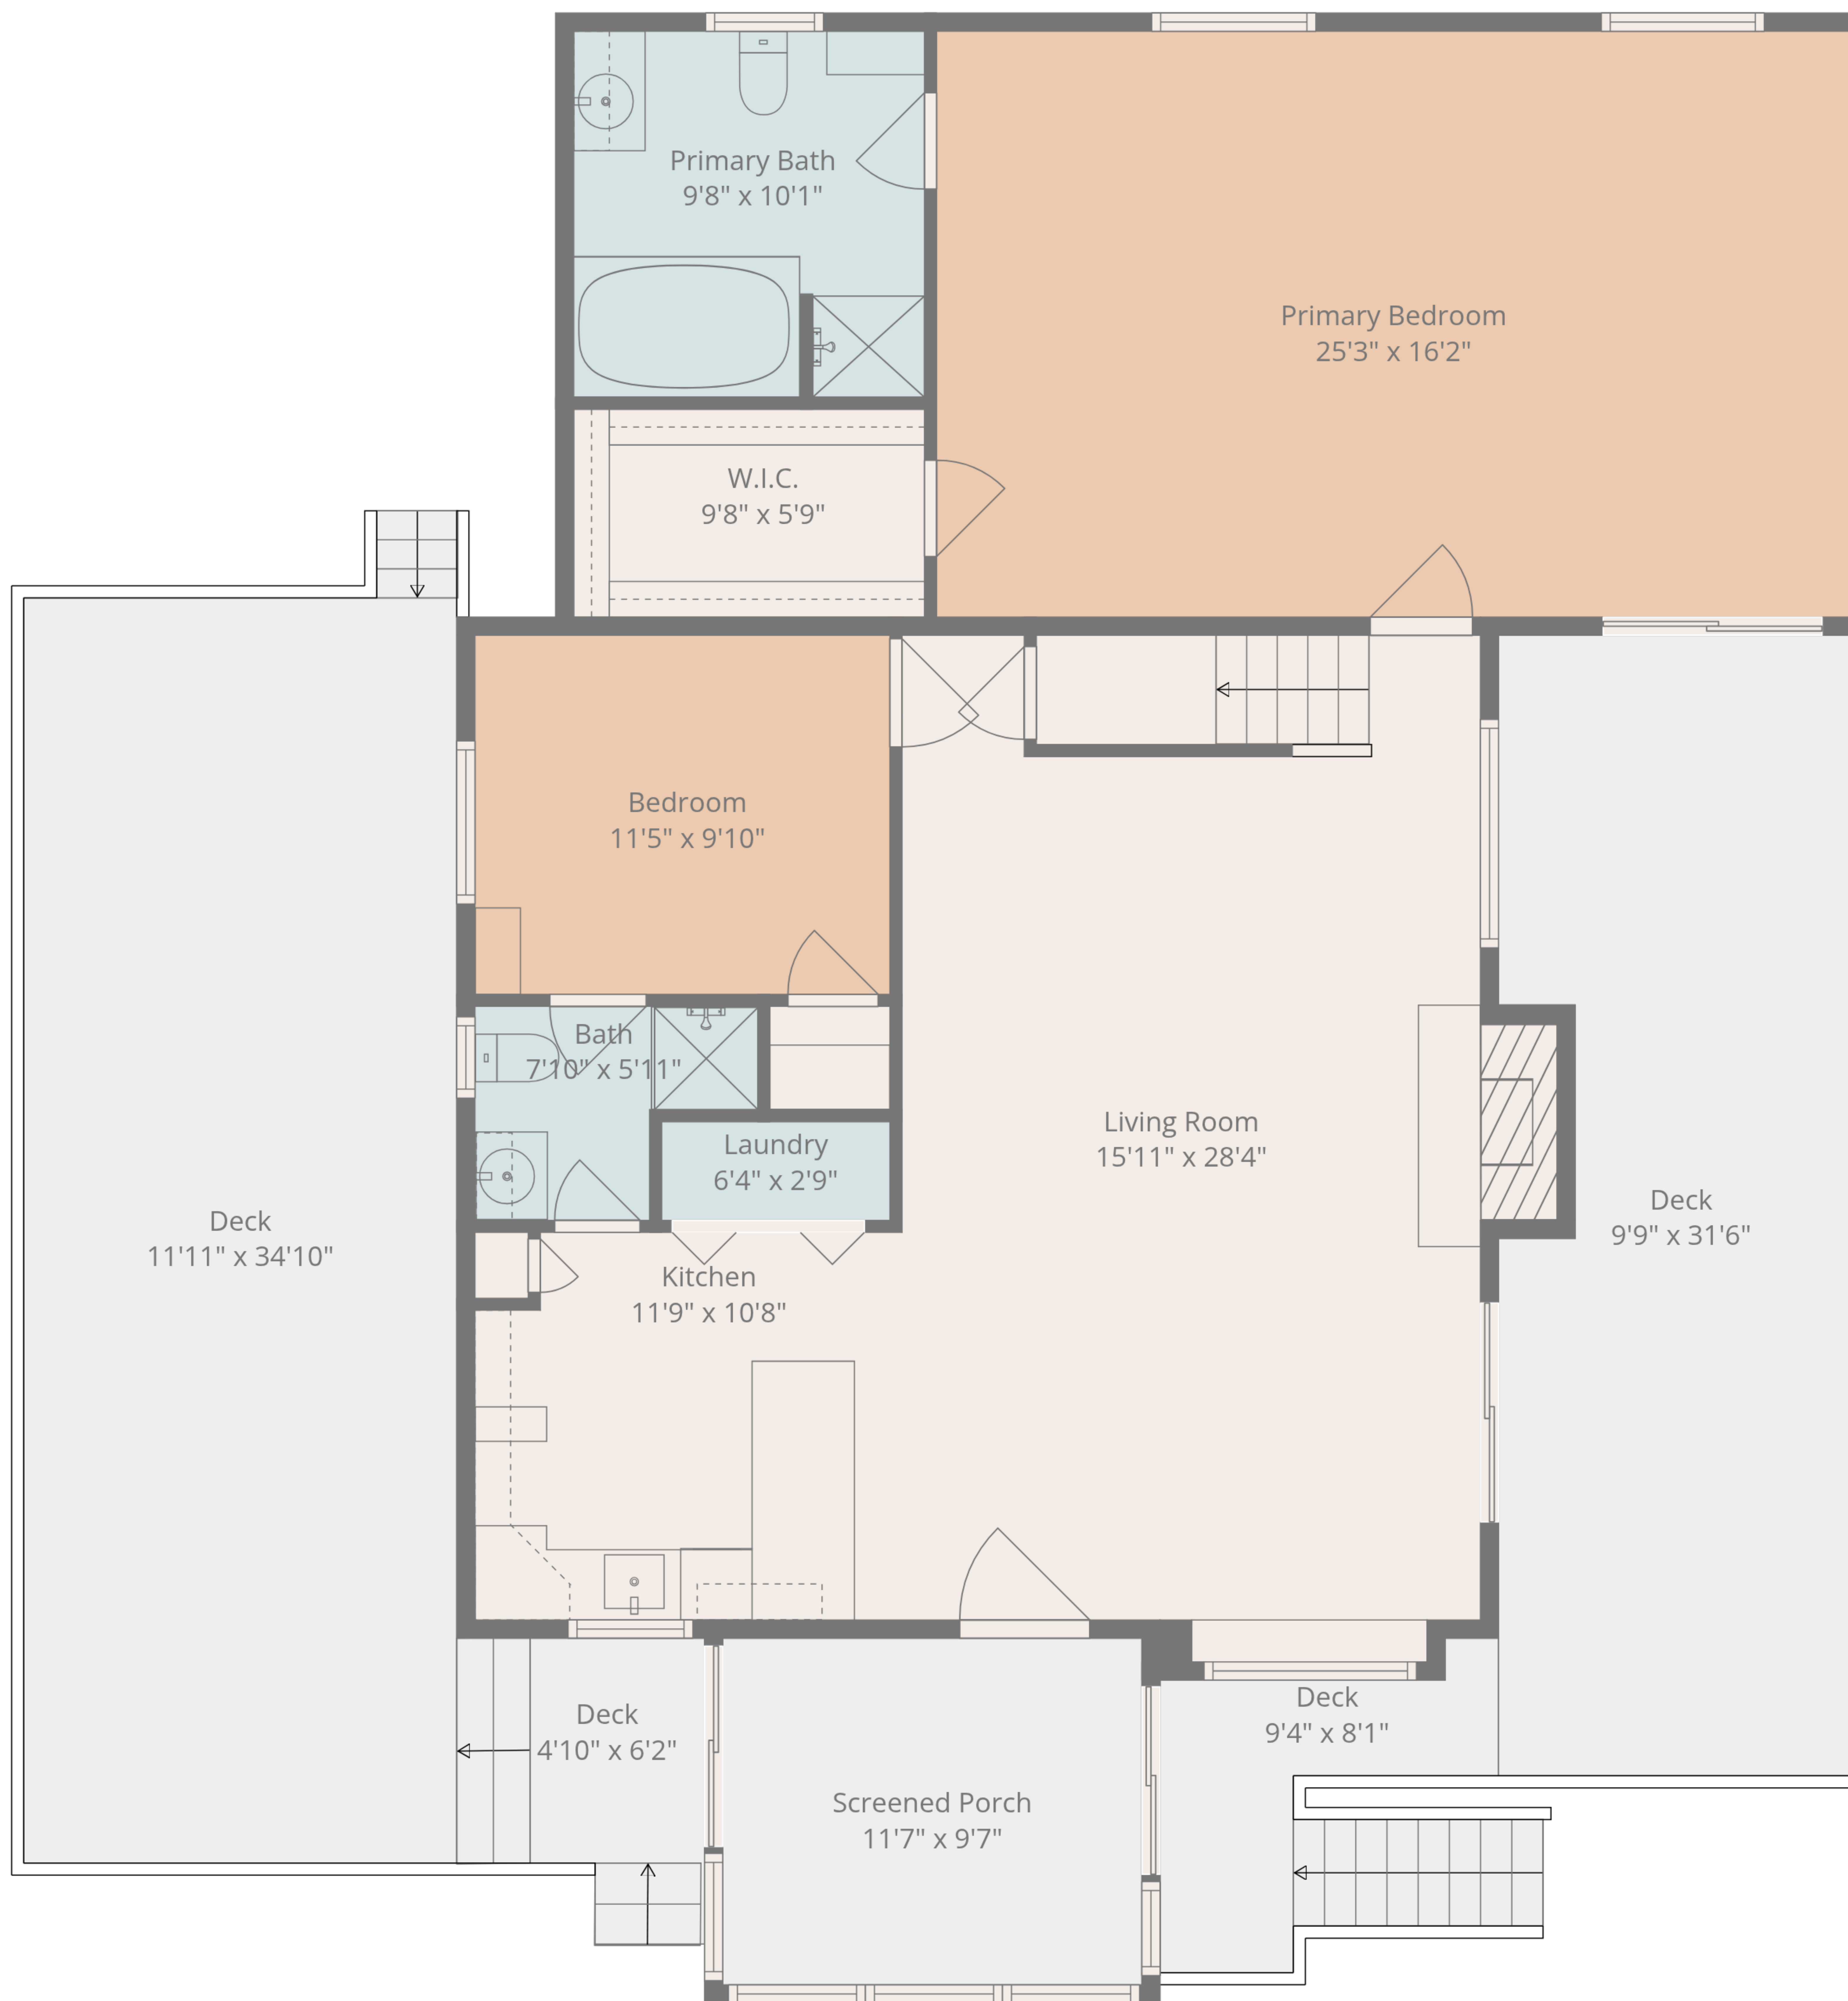 Primary Bath
9'8" x 10'1"
Primary Bedroom
25'3" x 16'2"
W.I.C.
9'8" x 5'9"
Bedroom
11'5" x 9'10"
Bath
7'10" x 5'11"
Laundry
6'4" x 2'9"
Living Room
15'11" x 28'4"
Deck
11'11" x 34'10"
Deck
9'9" x 31'6"
Kitchen
11'9" x 10'8"
Deck
4'10" x 6'2"
Deck
9'4" x 8'1"
Screened Porch
11'7" x 9'7"